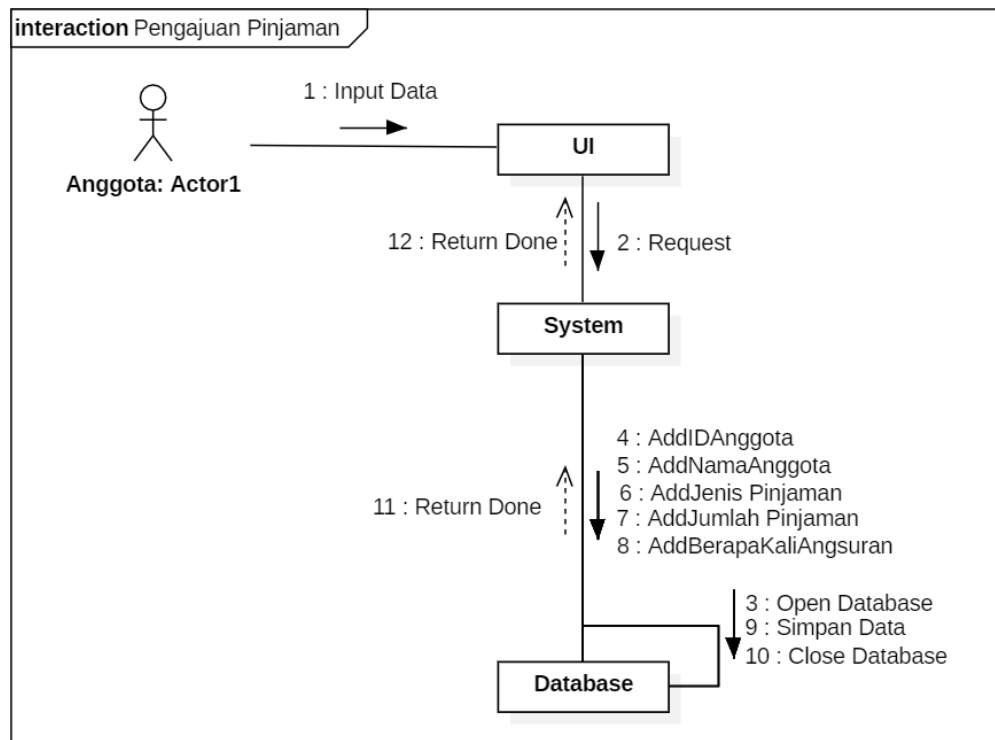 interaction Pengajuan Pinjaman
1 : Input Data
UI
Anggota: Actor1
12 : Return Done
2 : Request
System
4 : AddIDAnggota
5 : AddNamaAnggota
6 : AddJenis Pinjaman
11 : Return Done
7 : AddJumlah Pinjaman
8 : AddBerapaKaliAngsuran
3 : Open Database
9 : Simpan Data
10 : Close Database
Database